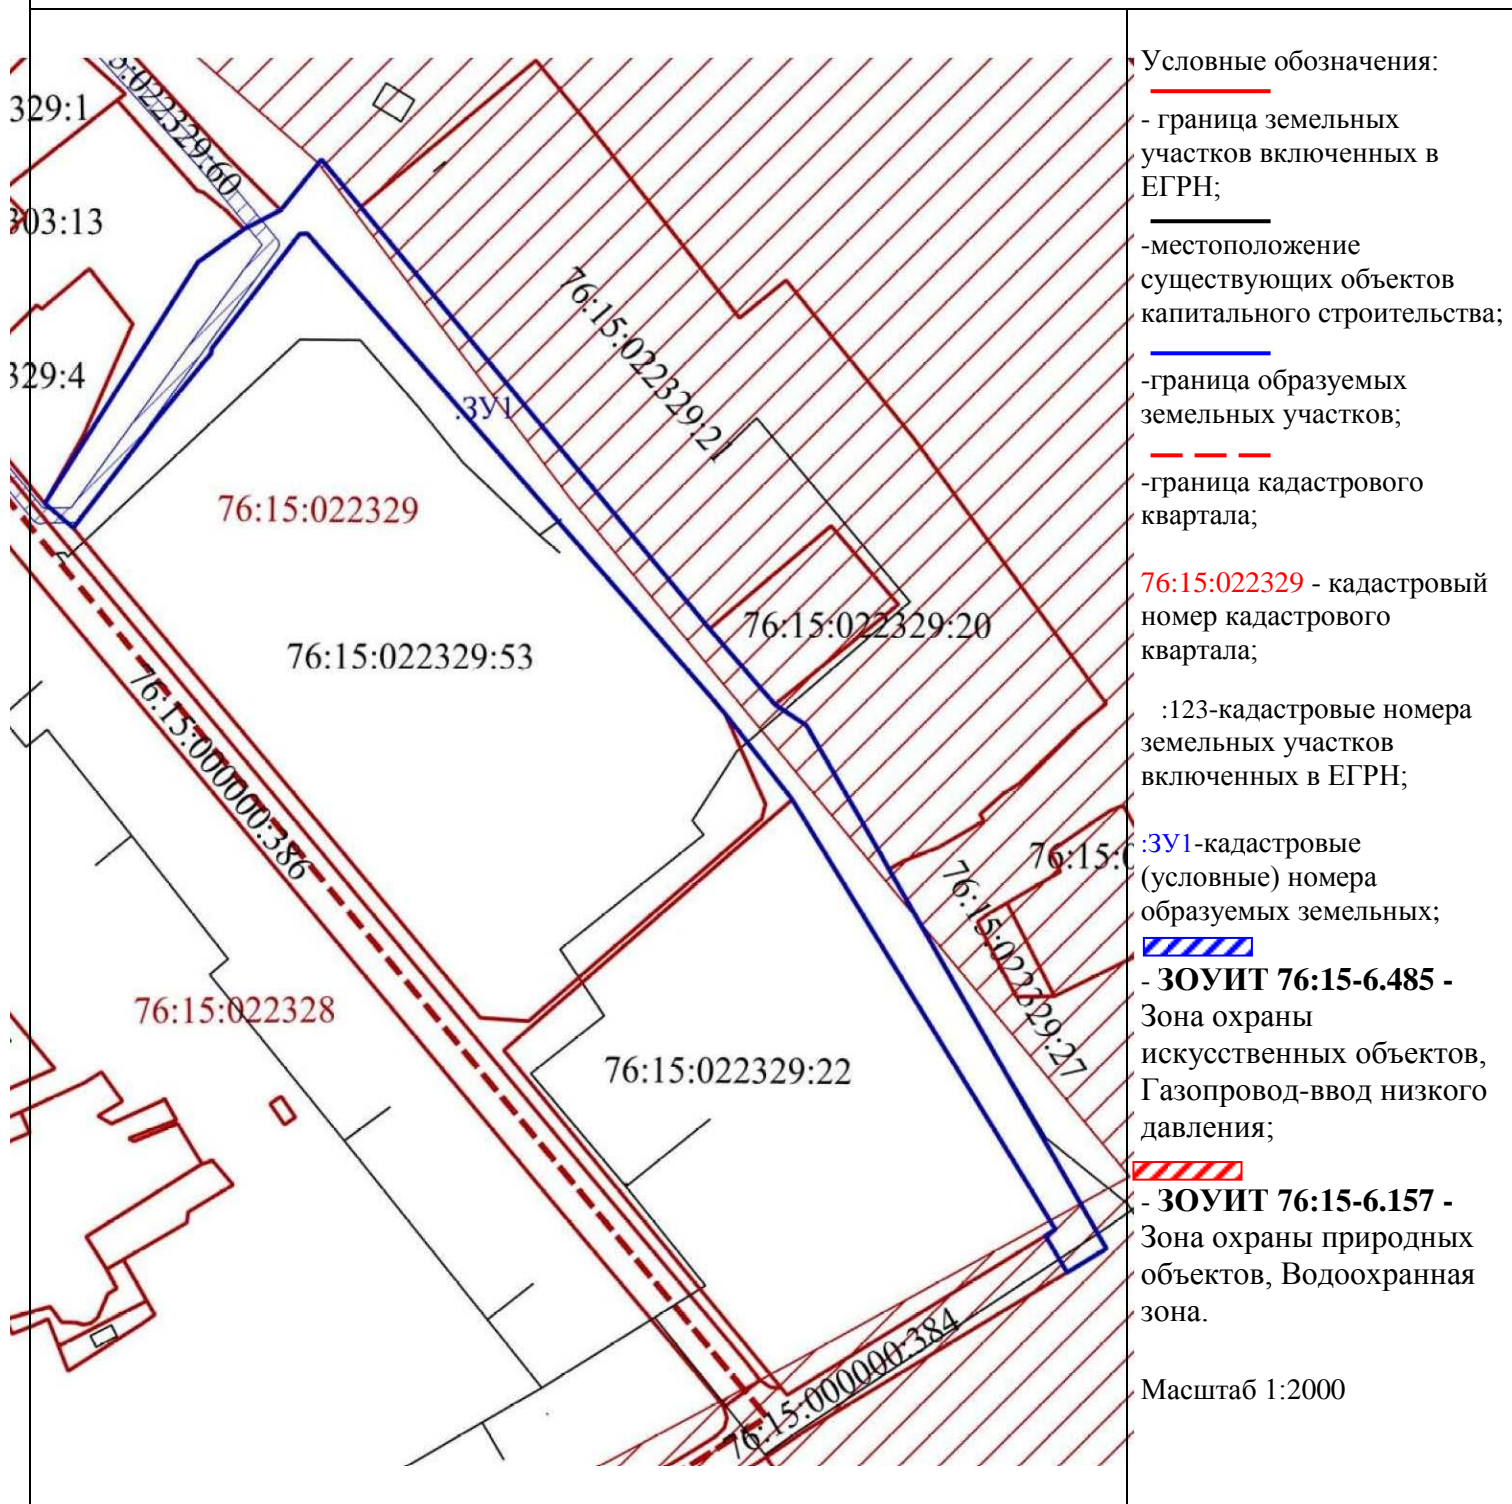 5:022329:60
329:1
303:13
329:4
76:15:022329:21
:ЗУ1
76:15:022329
76:15:022329:20
76:15:022329:53
76:15:000000:386
76:15:0
76:15:022329:27
76:15:022328
76:15:022329:22
76:15:000000:384
Условные обозначения:
- граница земельных
участков включенных в
ЕГРН;
-местоположение
существующих объектов
капитального строительства;
-граница образуемых
земельных участков;
-граница кадастрового
квартала;
76:15:022329 - кадастровый
номер кадастрового
квартала;
:123-кадастровые номера
земельных участков
включенных в ЕГРН;
:ЗУ1-кадастровые
(условные) номера
образуемых земельных;
- ЗОУИТ 76:15-6.485 -
Зона охраны
искусственных объектов,
Газопровод-ввод низкого
давления;
- ЗОУИТ 76:15-6.157 -
Зона охраны природных
объектов, Водоохранная
зона.
Масштаб 1:2000